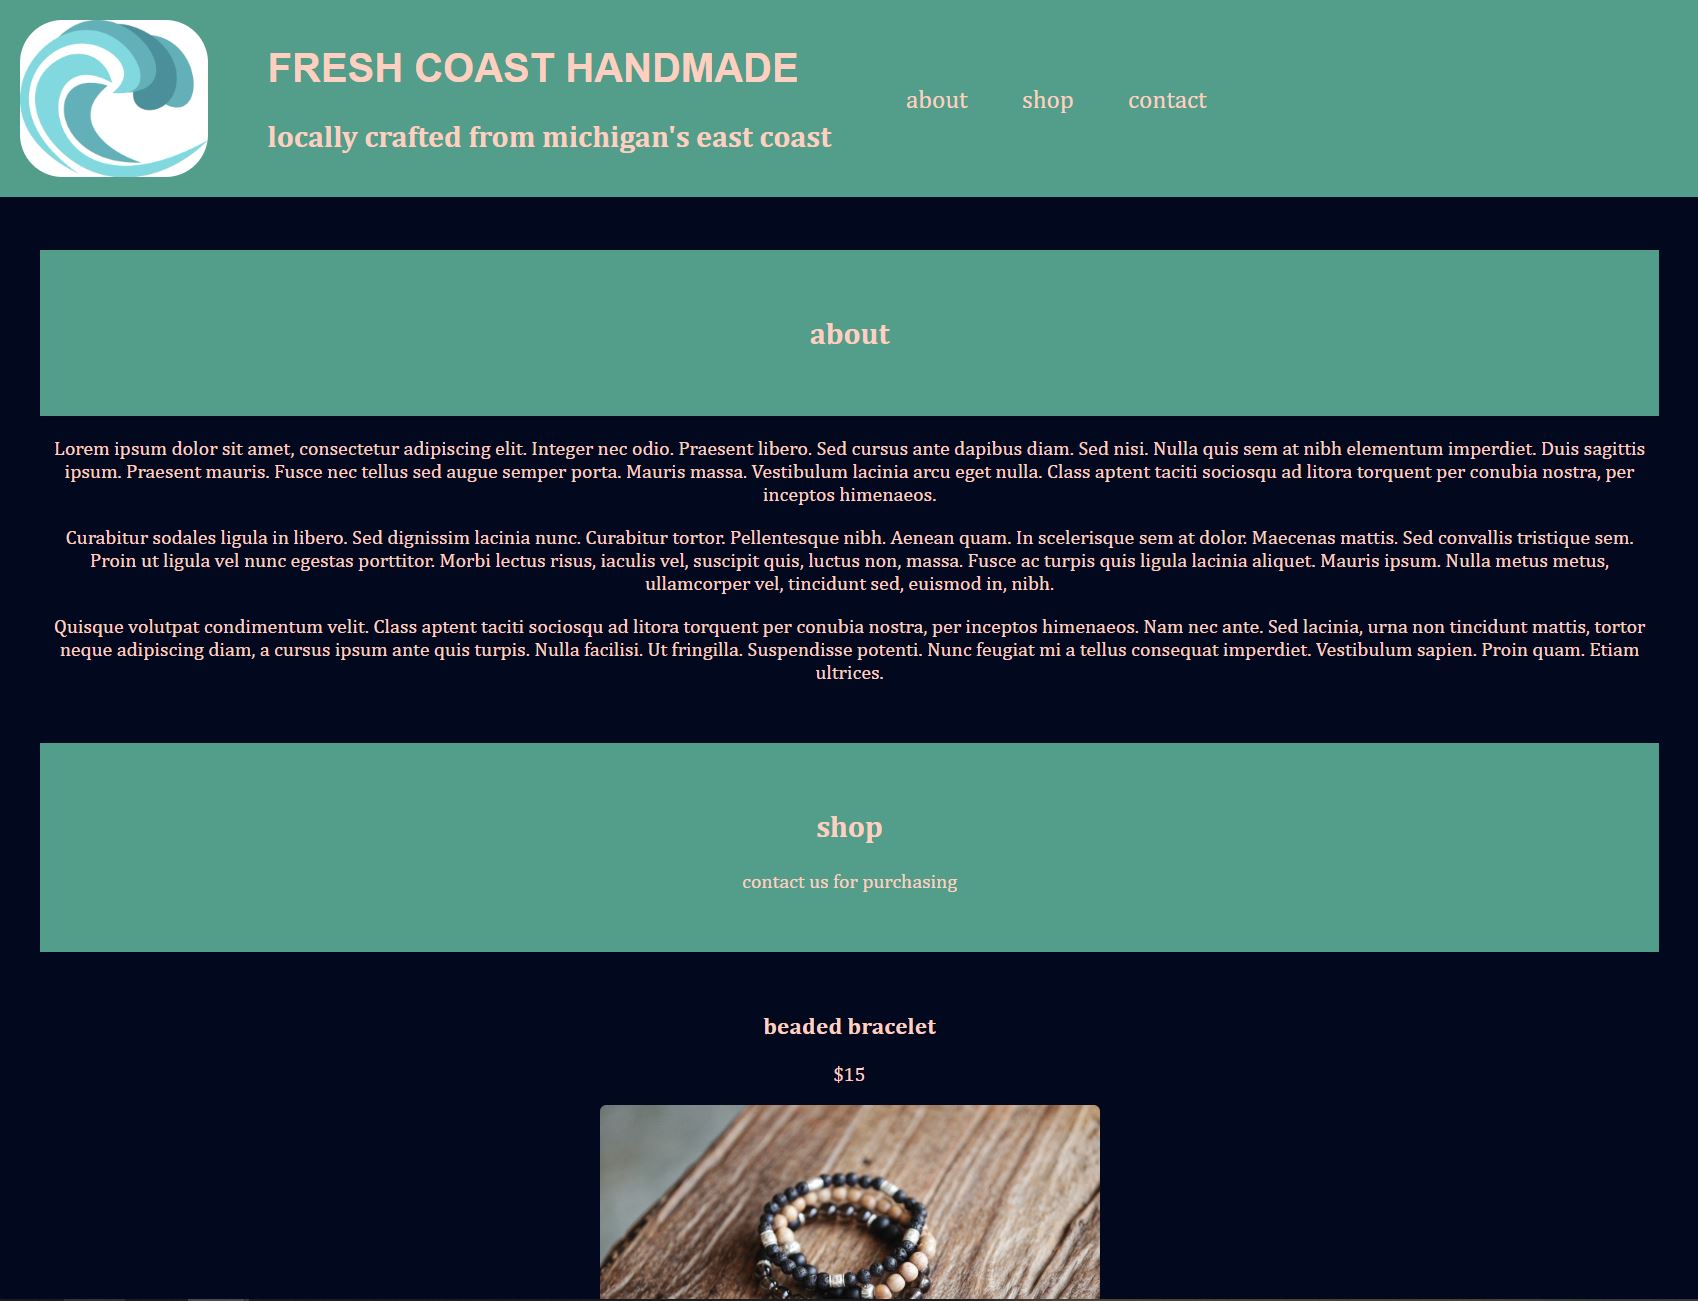 FRESH COAST HANDMADE
locally crafted from michigan's east coast
about shop contact
about
Lorem ipsum dolor sit amet, consectetur adipiscing elit. Integer nec odio. Praesent libero. Sed cursus ante dapibus diam. Sed nisi. Nulla quis sem at nibh elementum imperdiet. Duis sagittis
ipsum. Praesent mauris. Fusce nec tellus sed augue semper porta. Mauris massa. Vestibulum lacinia arcu eget nulla. Class aptent taciti sociosqu ad litora torquent per conubia nostra, per
inceptos himenaeos.
Curabitur sodales ligula in libero. Sed dignissim lacinia nunc. Curabitur tortor. Pellentesque nibh. Aenean quam. In scelerisque sem at dolor. Maecenas mattis. Sed convallis tristique sem.
Proin ut ligula vel nunc egestas porttitor. Morbi lectus risus, iaculis vel, suscipit quis, luctus non, massa. Fusce ac turpis quis ligula lacinia aliquet. Mauris ipsum. Nulla metus metus,
ullamcorper vel, tincidunt sed, euismod in, nibh.
Quisque volutpat condimentum velit. Class aptent taciti sociosqu ad litora torquent per conubia nostra, per inceptos himenaeos. Nam nec ante. Sed lacinia, urna non tincidunt mattis, tortor
neque adipiscing diam, a cursus ipsum ante quis turpis. Nulla facilisi. Ut fringilla. Suspendisse potenti. Nunc feugiat mi a tellus consequat imperdiet. Vestibulum sapien. Proin quam. Etiam
ultrices.
shop
contact us for purchasing
beaded bracelet
$15